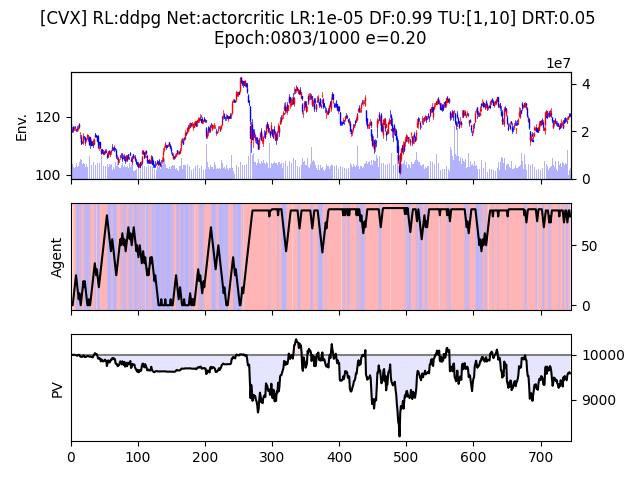 [CVX] RL:ddpg Net:actorcritic LR:1e-05 DF:0.99 TU:[1,10] DRT:0.05
Epoch:0803/1000 e=0.20
1e7
Env.
120
100
4
2
0
Agent
50
0
PV
10000
9000
0 100 200 300 400 500 600 700